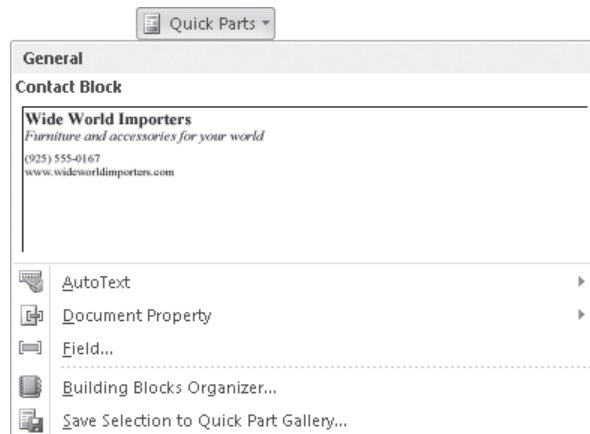 Quick Parts
General
Contact Block
Wide World Importers
Furniture and accessories for your world
(925) 555-0167
www.wideworldimporters.com
AutoText
Document Property
Field...
Building Blocks Organizer...
Save Selection to Quick Part Gallery...